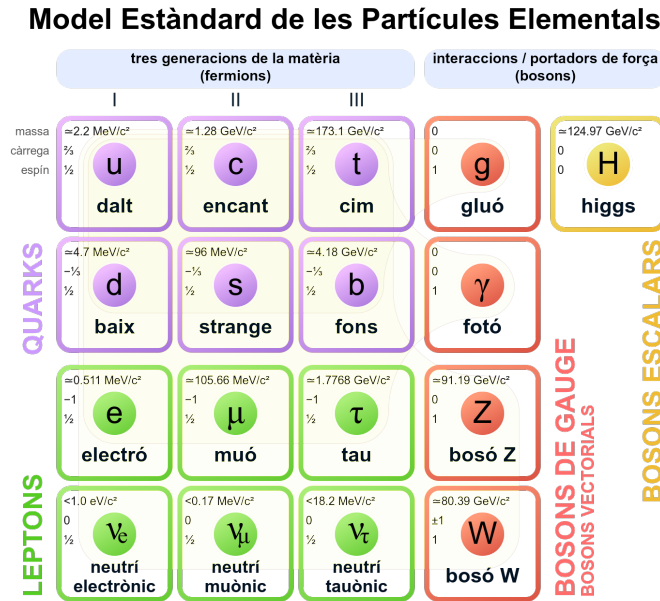 Model Estàndard de les Partícules Elementals
tres generacions de la matèria
(fermions)
interaccions / portadors de força
(bosons)
I
II
III
massa
càrrega
espín
≃2.2 MeV/c²
⅔
½
u
dalt
≃1.28 GeV/c²
⅔
½
c
encant
≃173.1 GeV/c²
⅔
½
t
cim
0
0
1
g
gluó
≃124.97 GeV/c²
0
0
H
higgs
QUARKS
≃4.7 MeV/c²
−⅓
½
d
baix
≃96 MeV/c²
−⅓
½
s
strange
≃4.18 GeV/c²
−⅓
½
b
fons
0
0
1
γ
fotó
≃0.511 MeV/c²
−1
½
e
electró
≃105.66 MeV/c²
−1
½
μ
muó
≃1.7768 GeV/c²
−1
½
τ
tau
≃91.19 GeV/c²
0
1
Z
bosó Z
LEPTONS
<1.0 eV/c²
0
½
νe
neutrí
electrònic
<0.17 MeV/c²
0
½
νμ
neutrí
muònic
<18.2 MeV/c²
0
½
ντ
neutrí
tauònic
≃80.39 GeV/c²
±1
1
W
bosó W
BOSONS DE GAUGE
BOSONS VECTORIALS
BOSONS ESCALARS